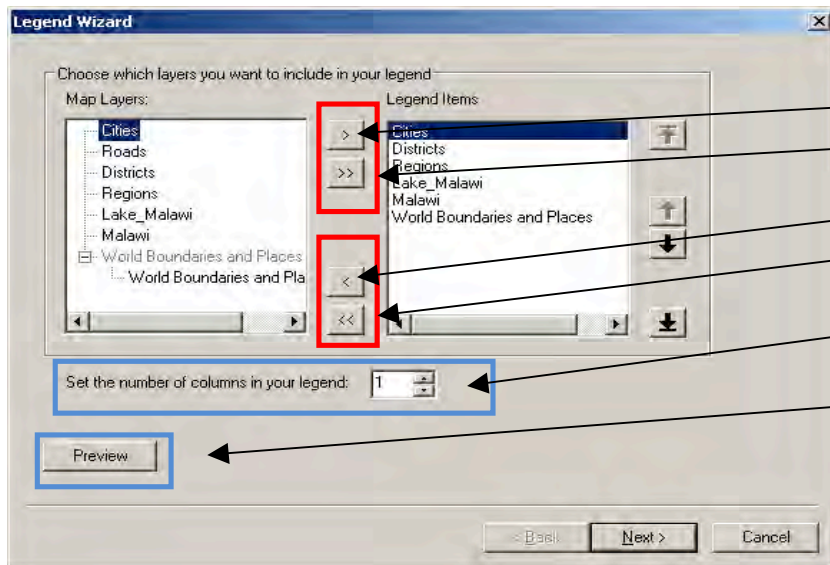 Legend Wizard
Choose which layers you want to include in your legend
Map Layers:
Cities
Roads
Districts
Regions
Lake_Malawi
Malawi
World Boundaries and Places
World Boundaries and Pla
>
>>
<
<<
Legend Items
Cities
Districts
Regions
Lake_Malawi
Malawi
World Boundaries and Places
Set the number of columns in your legend: 1
Preview
< Back Next > Cancel